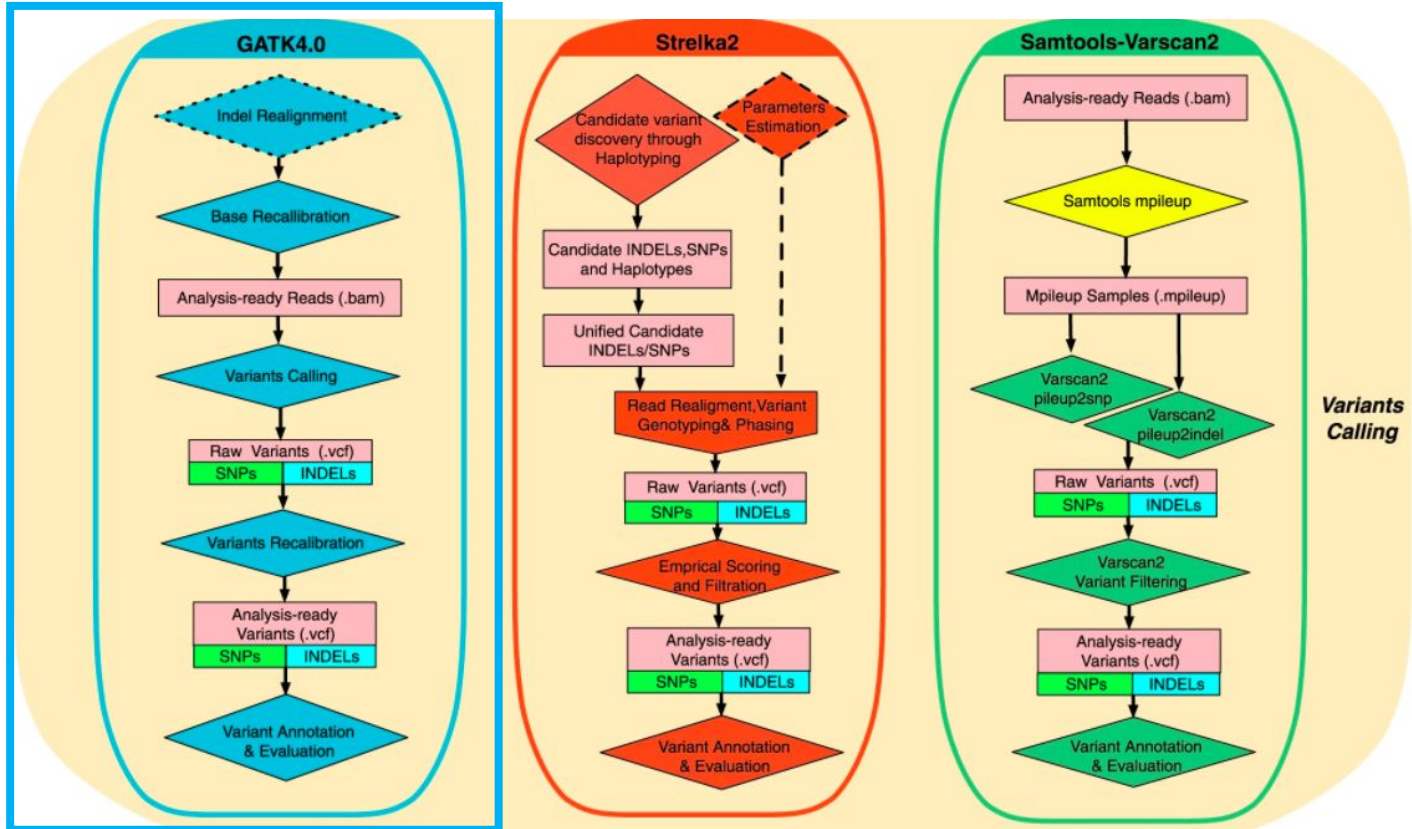 GATK4.0
Indel Realignment
Base Recallibration
Analysis-ready Reads (.bam)
Variants Calling
Raw Variants (.vcf)
SNPs INDELs
Variants Recalibration
Analysis-ready
Variants (.vcf)
SNPs INDELs
Variant Annotation
& Evaluation
Strelka2
Candidate variant
discovery through
Haplotyping
Parameters
Estimation
Candidate INDELs,SNPs
and Haplotypes
Unified Candidate
INDELs/SNPs
Read Realigment,Variant
Genotyping& Phasing
Raw Variants (.vcf)
SNPs INDELs
Emprical Scoring
and Filtration
Analysis-ready
Variants (.vcf)
SNPs INDELs
Variant Annotation
& Evaluation
Samtools-Varscan2
Analysis-ready Reads (.bam)
Samtools mpileup
Mpileup Samples (.mpileup)
Varscan2
pileup2snp
Varscan2
pileup2indel
Raw Variants (.vcf)
SNPs INDELs
Varscan2
Variant Filtering
Analysis-ready
Variants (.vcf)
SNPs INDELs
Variant Annotation
& Evaluation
Variants
Calling